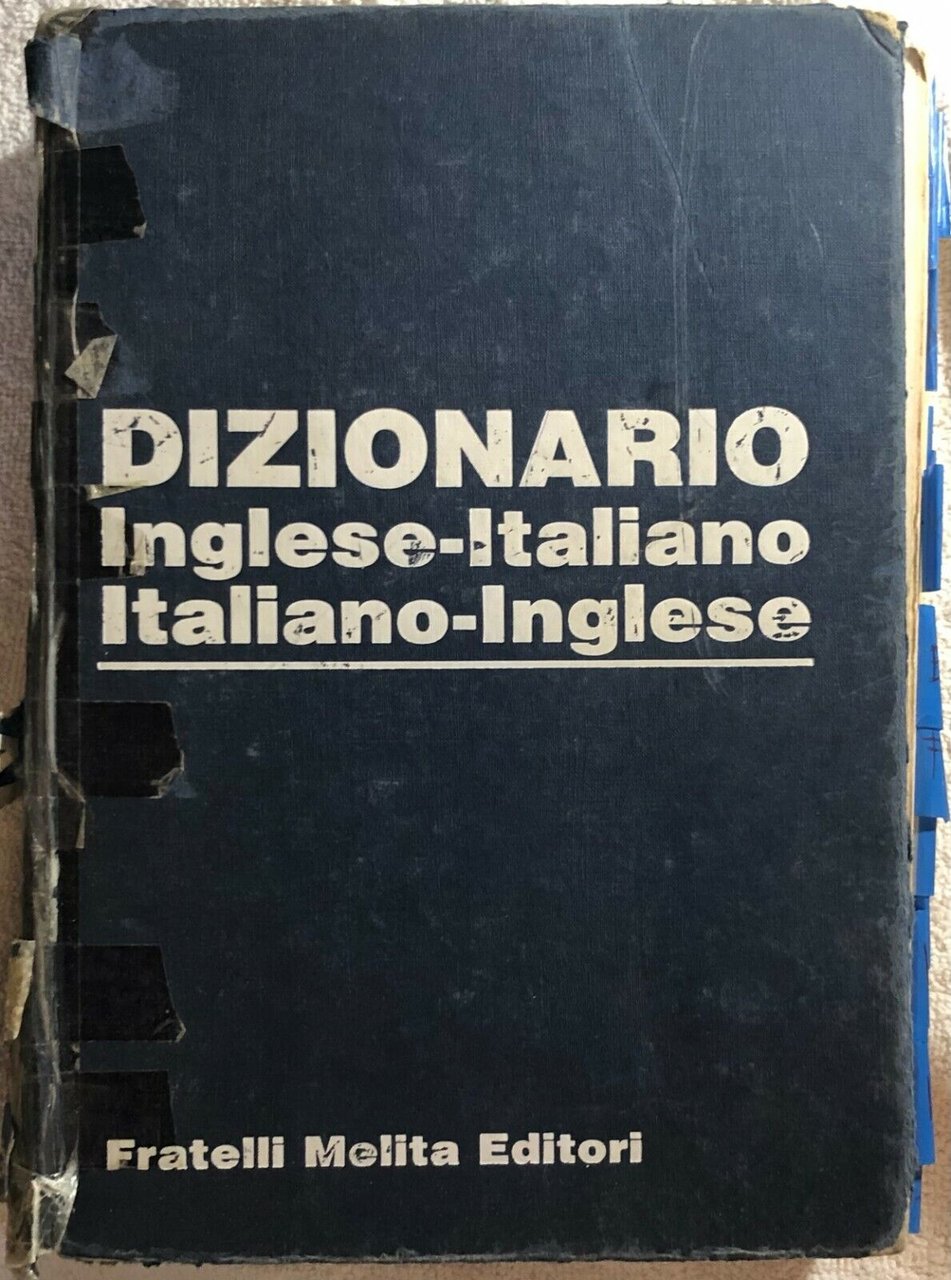 DIZIONARIO
Inglese-Italiano
Italiano-Inglese
Fratelli Melita Editori